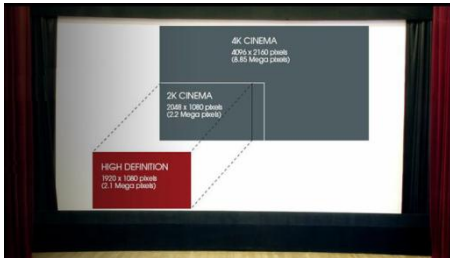 4K CINEMA
4096 x 2160 pixels
(8.85 Mega pixels)
2K CINEMA
2048 x 1080 pixels
(2.2 Mega pixels)
HIGH DEFINITION
1920 x 1080 pixels
(2.1 Mega pixels)